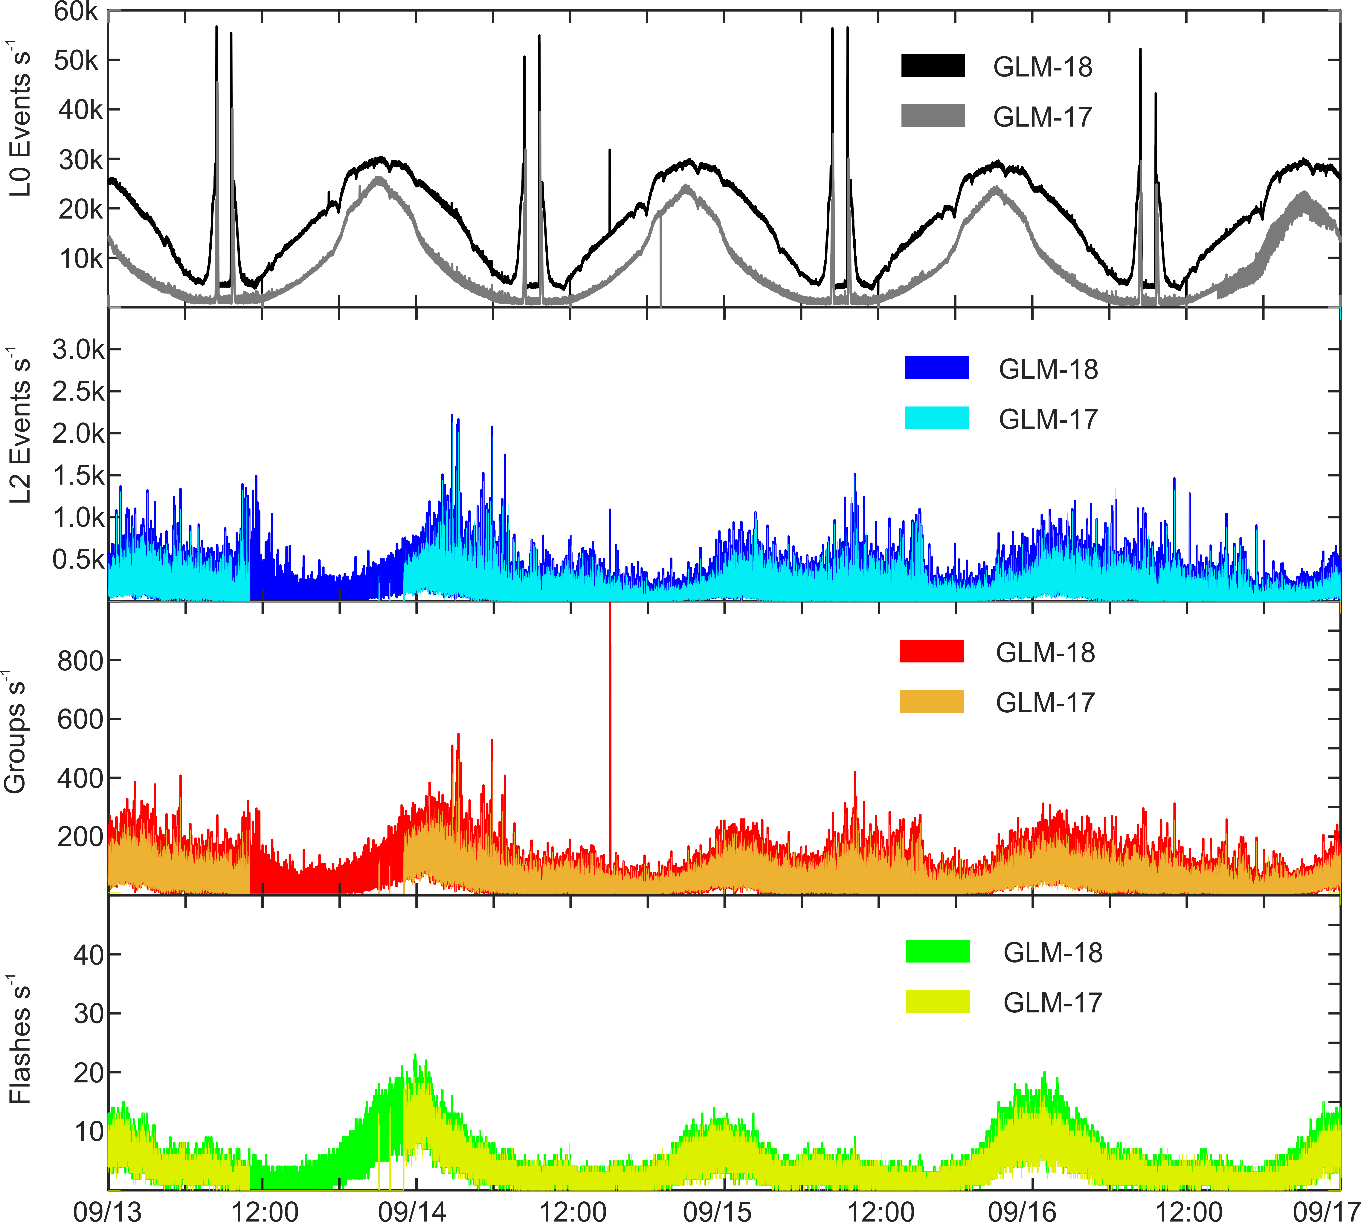 60k
50k
40k
30k
20k
10k
L0 Events s-1
GLM-18
GLM-17
3.0k
2.5k
2.0k
1.5k
1.0k
0.5k
L2 Events s-1
GLM-18
GLM-17
800
600
400
200
Groups s-1
GLM-18
GLM-17
40
30
20
10
Flashes s-1
GLM-18
GLM-17
09/13 12:00 09/14 12:00 09/15 12:00 09/16 12:00 09/17